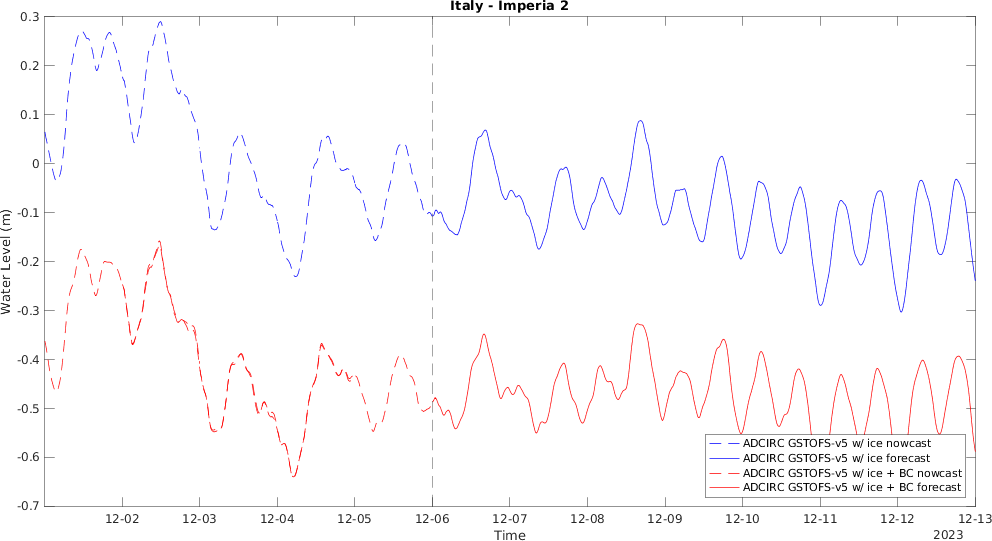 Italy - Imperia 2
0.3
0.2
0.1
0
-0.1
-0.2
-0.3
-0.4
-0.5
-0.6
-0.7
Water Level (m)
ADCIRC GSTOFS-v5 w/ ice nowcast
ADCIRC GSTOFS-v5 w/ ice forecast
ADCIRC GSTOFS-v5 w/ ice + BC nowcast
ADCIRC GSTOFS-v5 w/ ice + BC forecast
12-02 12-03 12-04 12-05 12-06 12-07 12-08 12-09 12-10 12-11 12-12 12-13
Time
2023